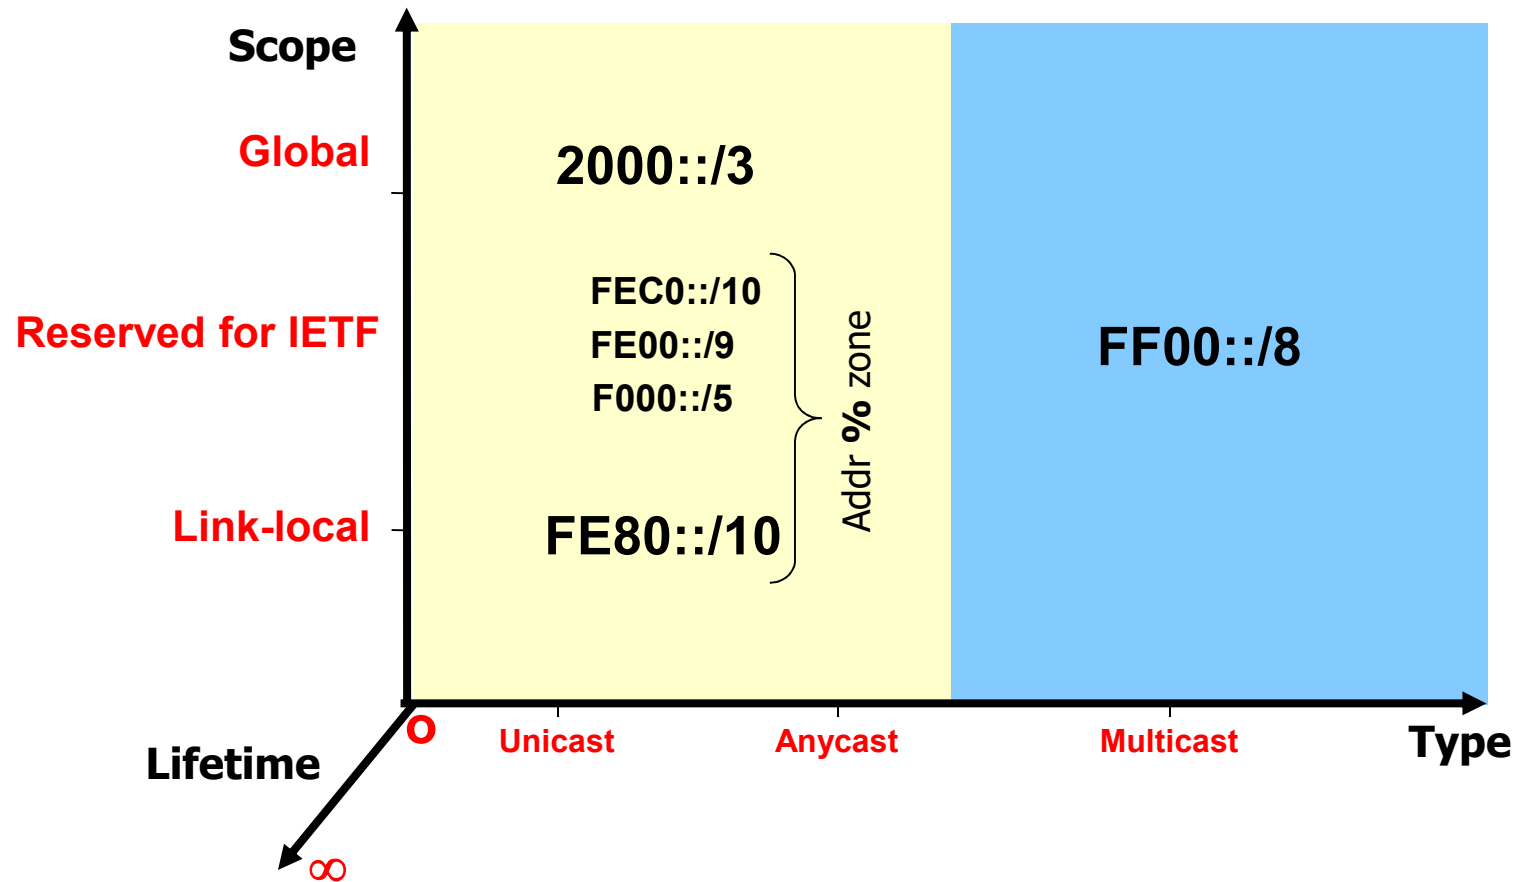 Scope
Global
2000::/3
FEC0::/10
Reserved for IETF
FE00::/9
FF00::/8
F000::/5
Addr % zone
Link-local
FE80::/10
o
Unicast
Anycast
Multicast
Type
Lifetime
∞